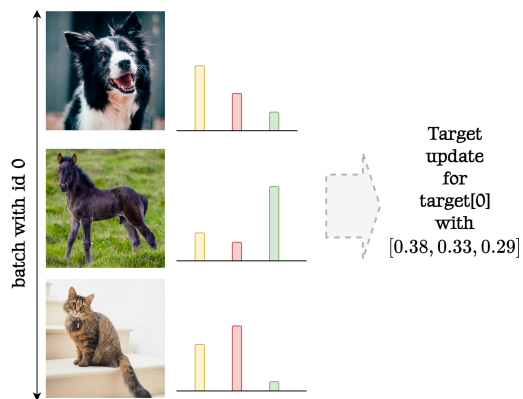 batch with id 0
Target
update
for
target[0]
with
[0.38, 0.33, 0.29]